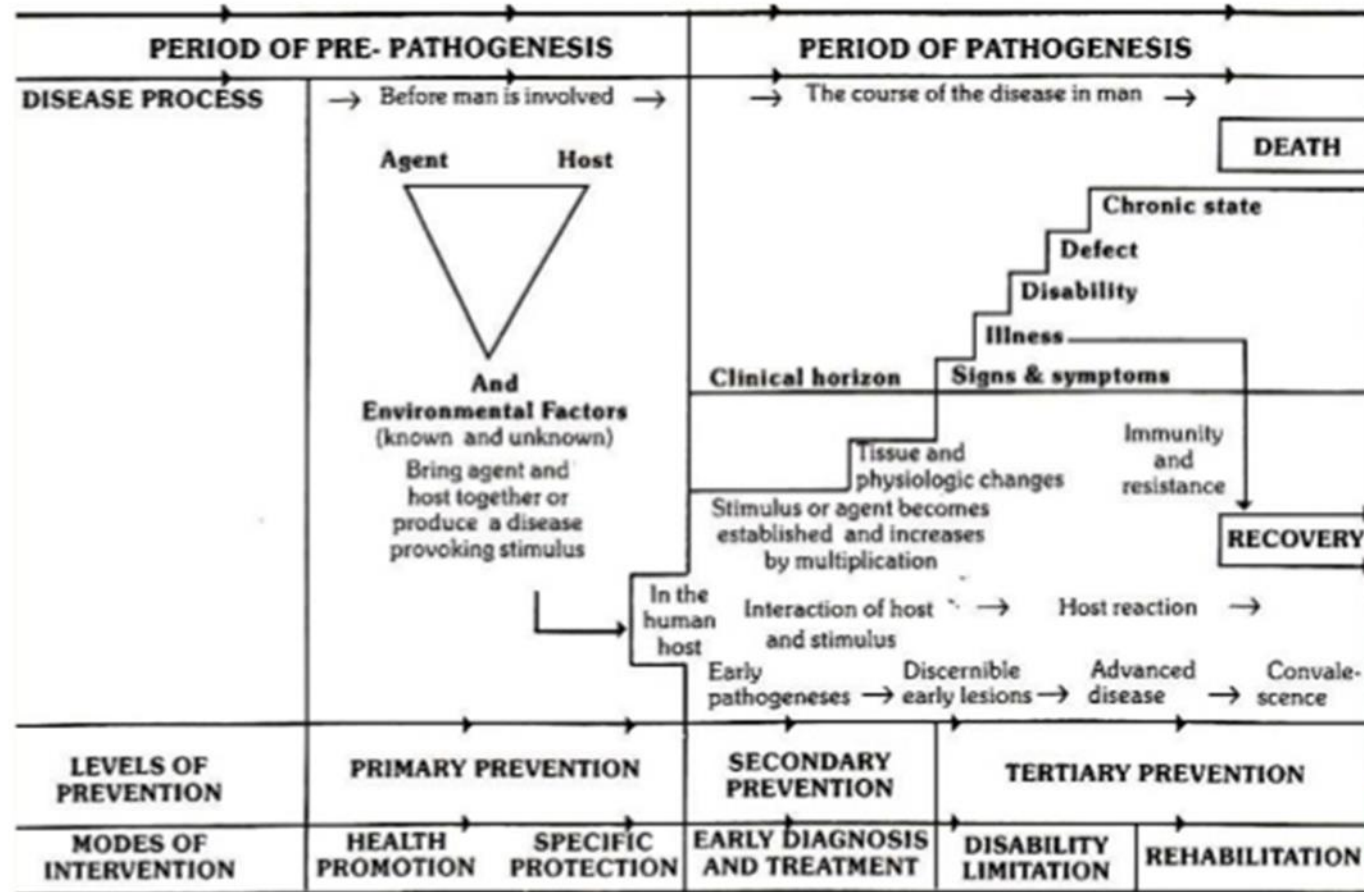 PERIOD OF PRE- PATHOGENESIS
PERIOD OF PATHOGENESIS
DISEASE PROCESS
→ Before man is involved →
→ The course of the disease in man →
DEATH
Agent
Host
Chronic state
Defect
Disability
Illness
And
Environmental Factors
(known and unknown)
Bring agent and
host together or
produce a disease
provoking stimulus
Clinical horizon
Signs & symptoms
Tissue and
physiologic changes
Immunity
and
resistance
Stimulus or agent becomes
established and increases
by multiplication
RECOVERY
In the
human
host
Interaction of host →
and stimulus
Host reaction →
Early
pathogeneses →
Discernible
early lesions →
Advanced
disease →
Convale-
scence
LEVELS OF
PREVENTION
PRIMARY PREVENTION
SECONDARY
PREVENTION
TERTIARY PREVENTION
MODES OF
INTERVENTION
HEALTH
PROMOTION
SPECIFIC
PROTECTION
EARLY DIAGNOSIS
AND TREATMENT
DISABILITY
LIMITATION
REHABILITATION